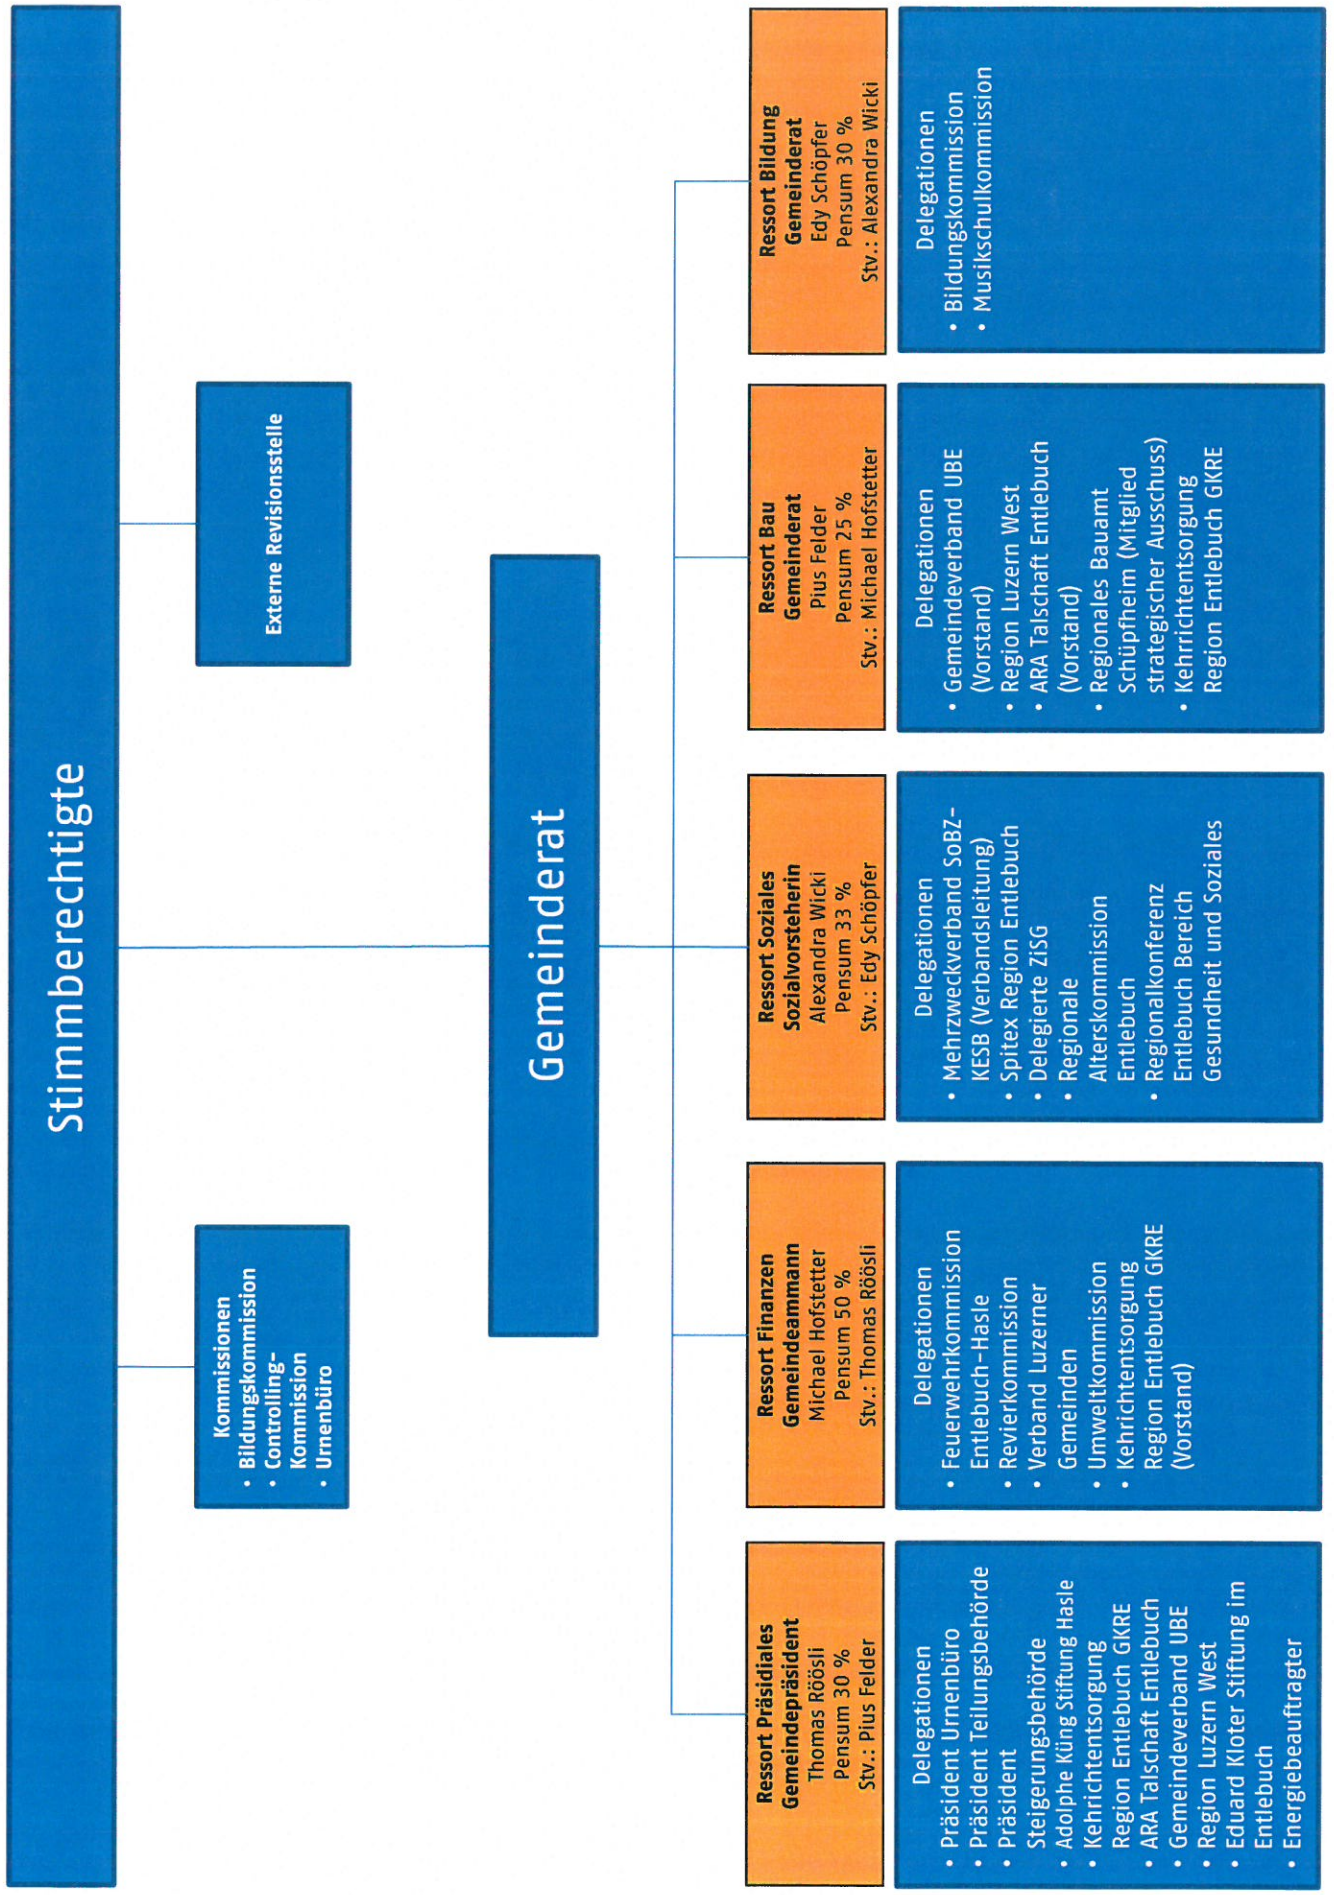 Stimmberechtigte
Kommissionen
• Bildungskommission
• Controlling-
Kommission
• Urnenbüro
Externe Revisionsstelle
Gemeinderat
Ressort Präsidiales
Gemeindepräsident
Thomas Röösli
Pensum 30 %
Stv.: Pius Felder
Delegationen
• Präsident Urnenbüro
• Präsident Teilungsbehörde
• Präsident
Steigerungsbehörde
• Adolphe Küng Stiftung Hasle
• Kehrichtentsorgung
Region Entlebuch GKRE
• ARA Talschaft Entlebuch
• Gemeindeverband UBE
• Region Luzern West
• Eduard Kloter Stiftung im
Entlebuch
• Energiebeauftragter
Ressort Finanzen
Gemeindeammann
Michael Hofstetter
Pensum 50 %
Stv.: Thomas Röösli
Delegationen
• Feuerwehrkommission
Entlebuch-Hasle
• Revierkommission
• Verband Luzerner
Gemeinden
• Umweltkommission
• Kehrichtentsorgung
Region Entlebuch GKRE
(Vorstand)
Ressort Soziales
Sozialvorsteherin
Alexandra Wicki
Pensum 33 %
Stv.: Edy Schöpfer
Delegationen
• Mehrzweckverband SoBZ-
KESB (Verbandsleitung)
• Spitex Region Entlebuch
• Delegierte ZiSG
• Regionale
Alterskommission
Entlebuch
• Regionalkonferenz
Entlebuch Bereich
Gesundheit und Soziales
Ressort Bau
Gemeinderat
Pius Felder
Pensum 25 %
Stv.: Michael Hofstetter
Delegationen
• Gemeindeverband UBE
(Vorstand)
• Region Luzern West
• ARA Talschaft Entlebuch
(Vorstand)
• Regionales Bauamt
Schüpfheim (Mitglied
strategischer Ausschuss)
• Kehrrichtentsorgung
Region Entlebuch GKRE
Ressort Bildung
Gemeinderat
Edy Schöpfer
Pensum 30 %
Stv.: Alexandra Wicki
Delegationen
• Bildungskommission
• Musikschulkommission